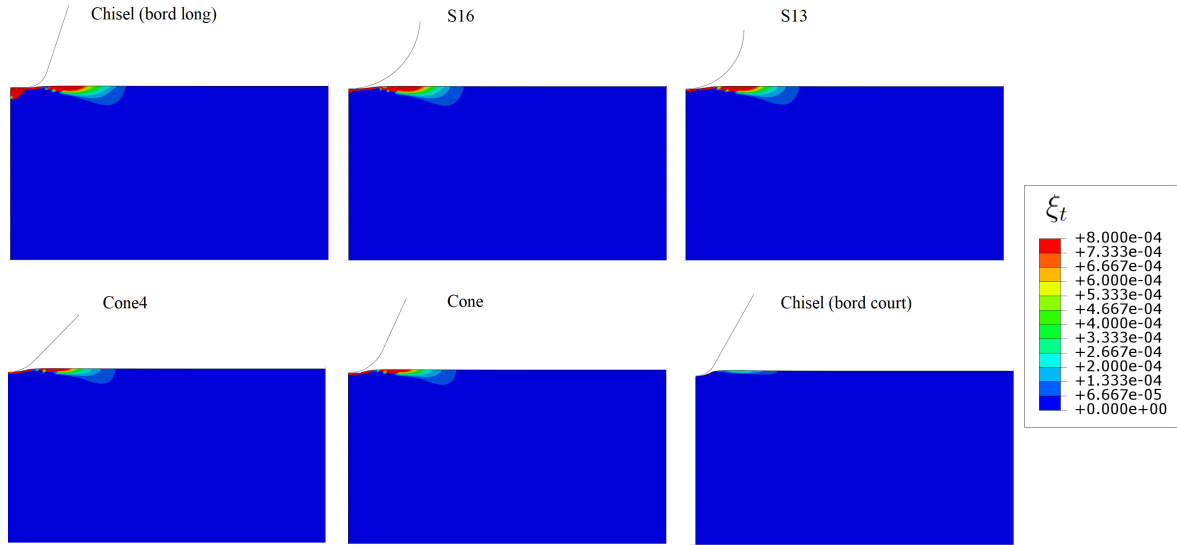 Chisel (bord long)
S16
S13
Cone4
Cone
Chisel (bord court)
ξt
+8.000e-04
+7.333e-04
+6.667e-04
+6.000e-04
+5.333e-04
+4.667e-04
+4.000e-04
+3.333e-04
+2.667e-04
+2.000e-04
+1.333e-04
+6.667e-05
+0.000e+00